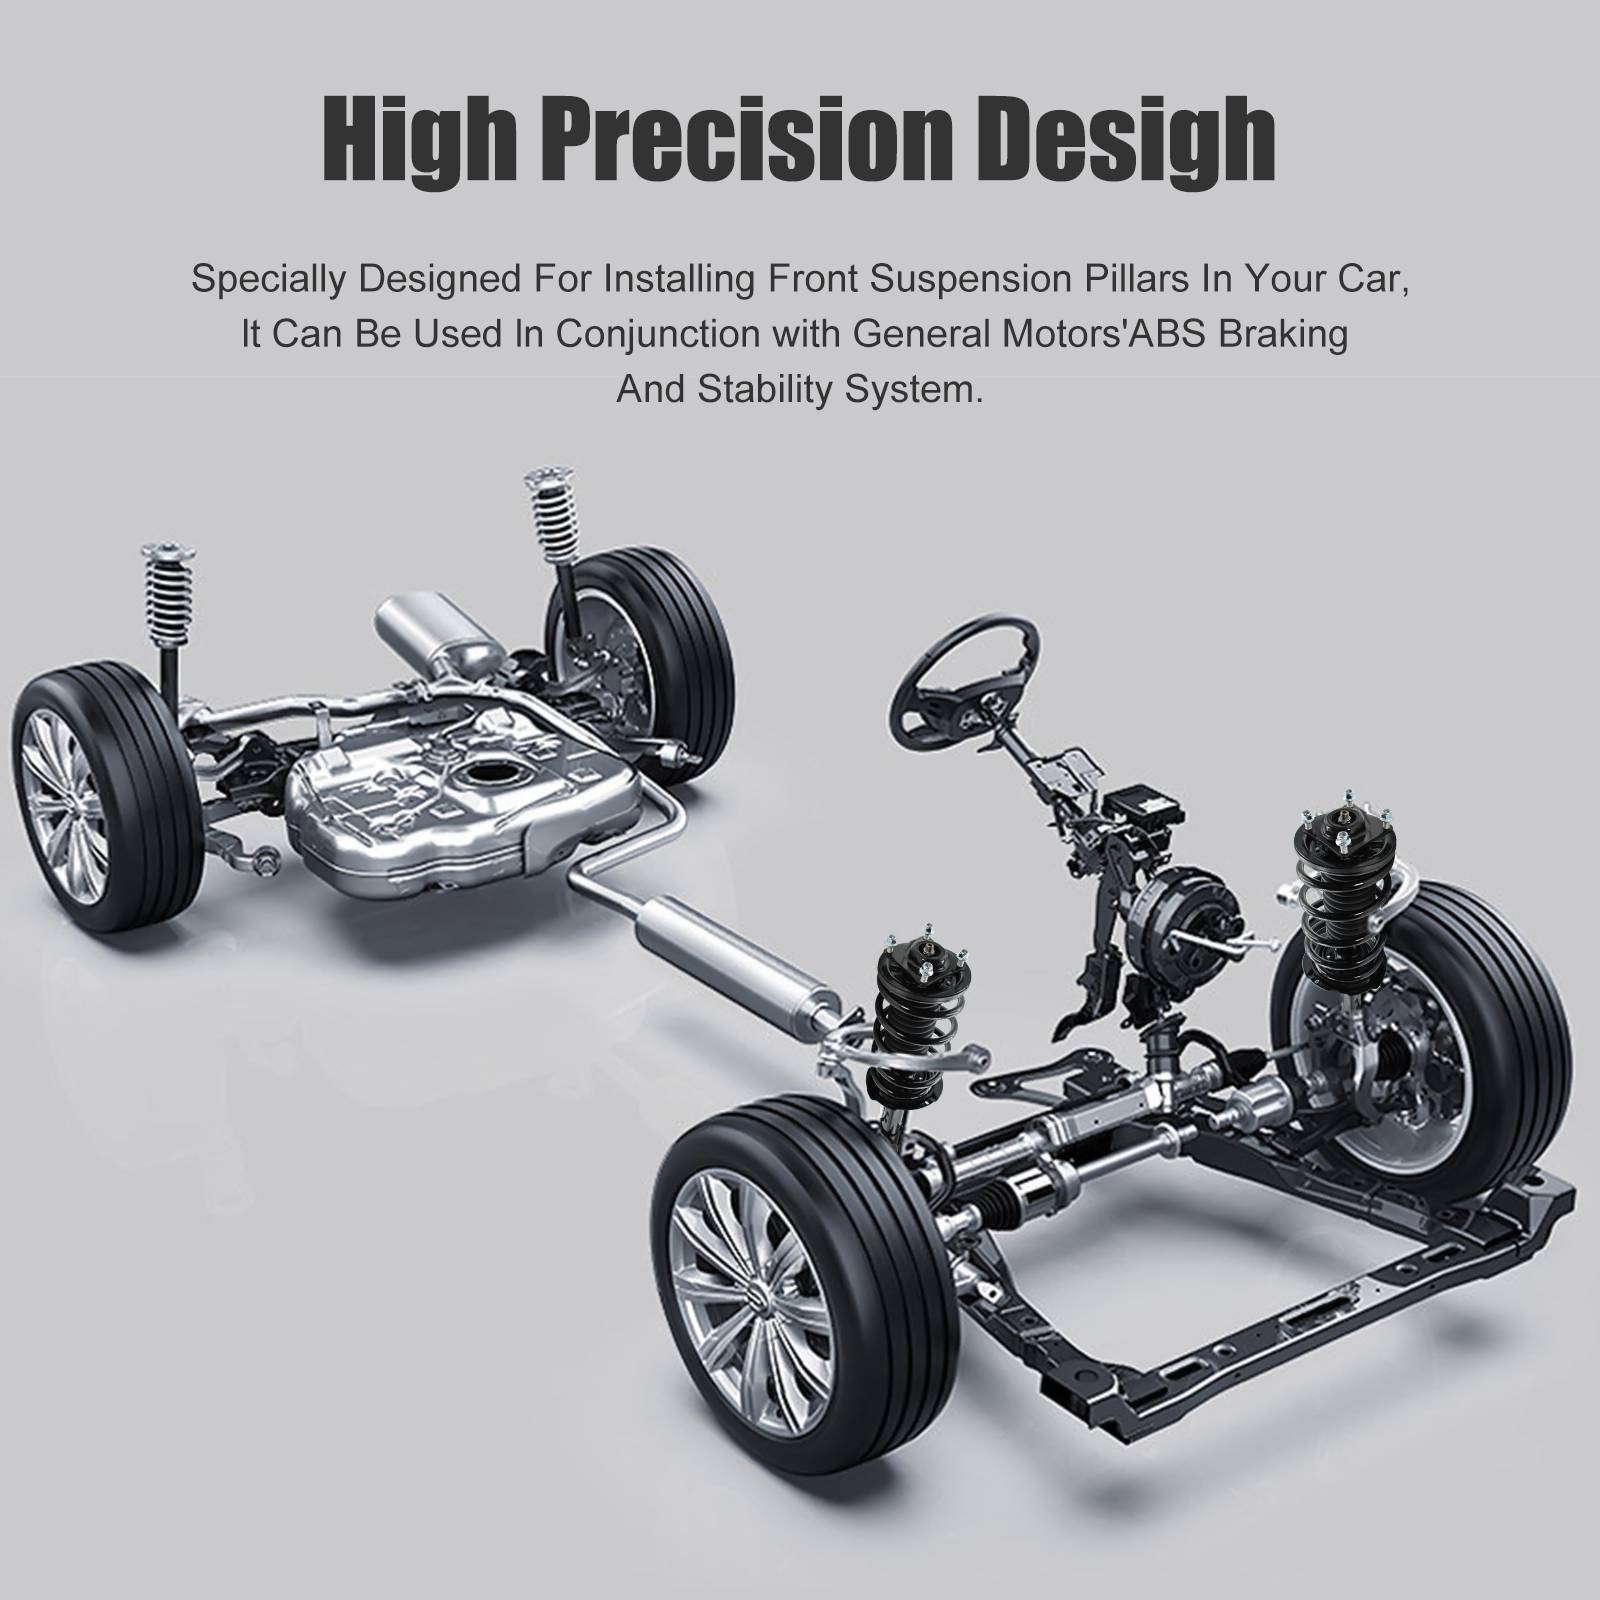 High Precision Desigh
Specially Designed For Installing Front Suspension Pillars In Your Car,
It Can Be Used In Conjunction with General Motors'ABS Braking
And Stability System.